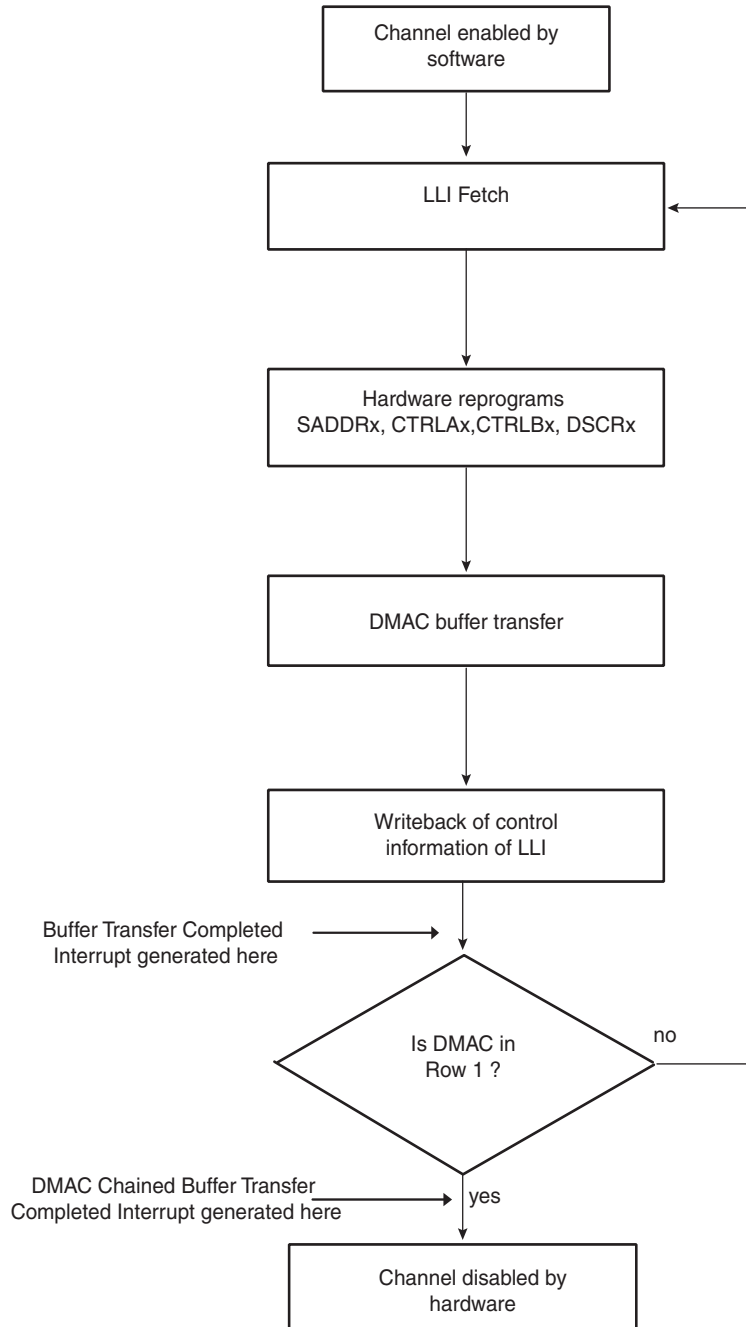 Channel enabled by
software
LLI Fetch
Hardware reprograms
SADDRx, CTRLAx,CTRLBx, DSCRx
DMAC buffer transfer
Writeback of control
information of LLI
Buffer Transfer Completed
Interrupt generated here
Is DMAC in
Row 1 ?
no
DMAC Chained Buffer Transfer
Completed Interrupt generated here
yes
Channel disabled by
hardware